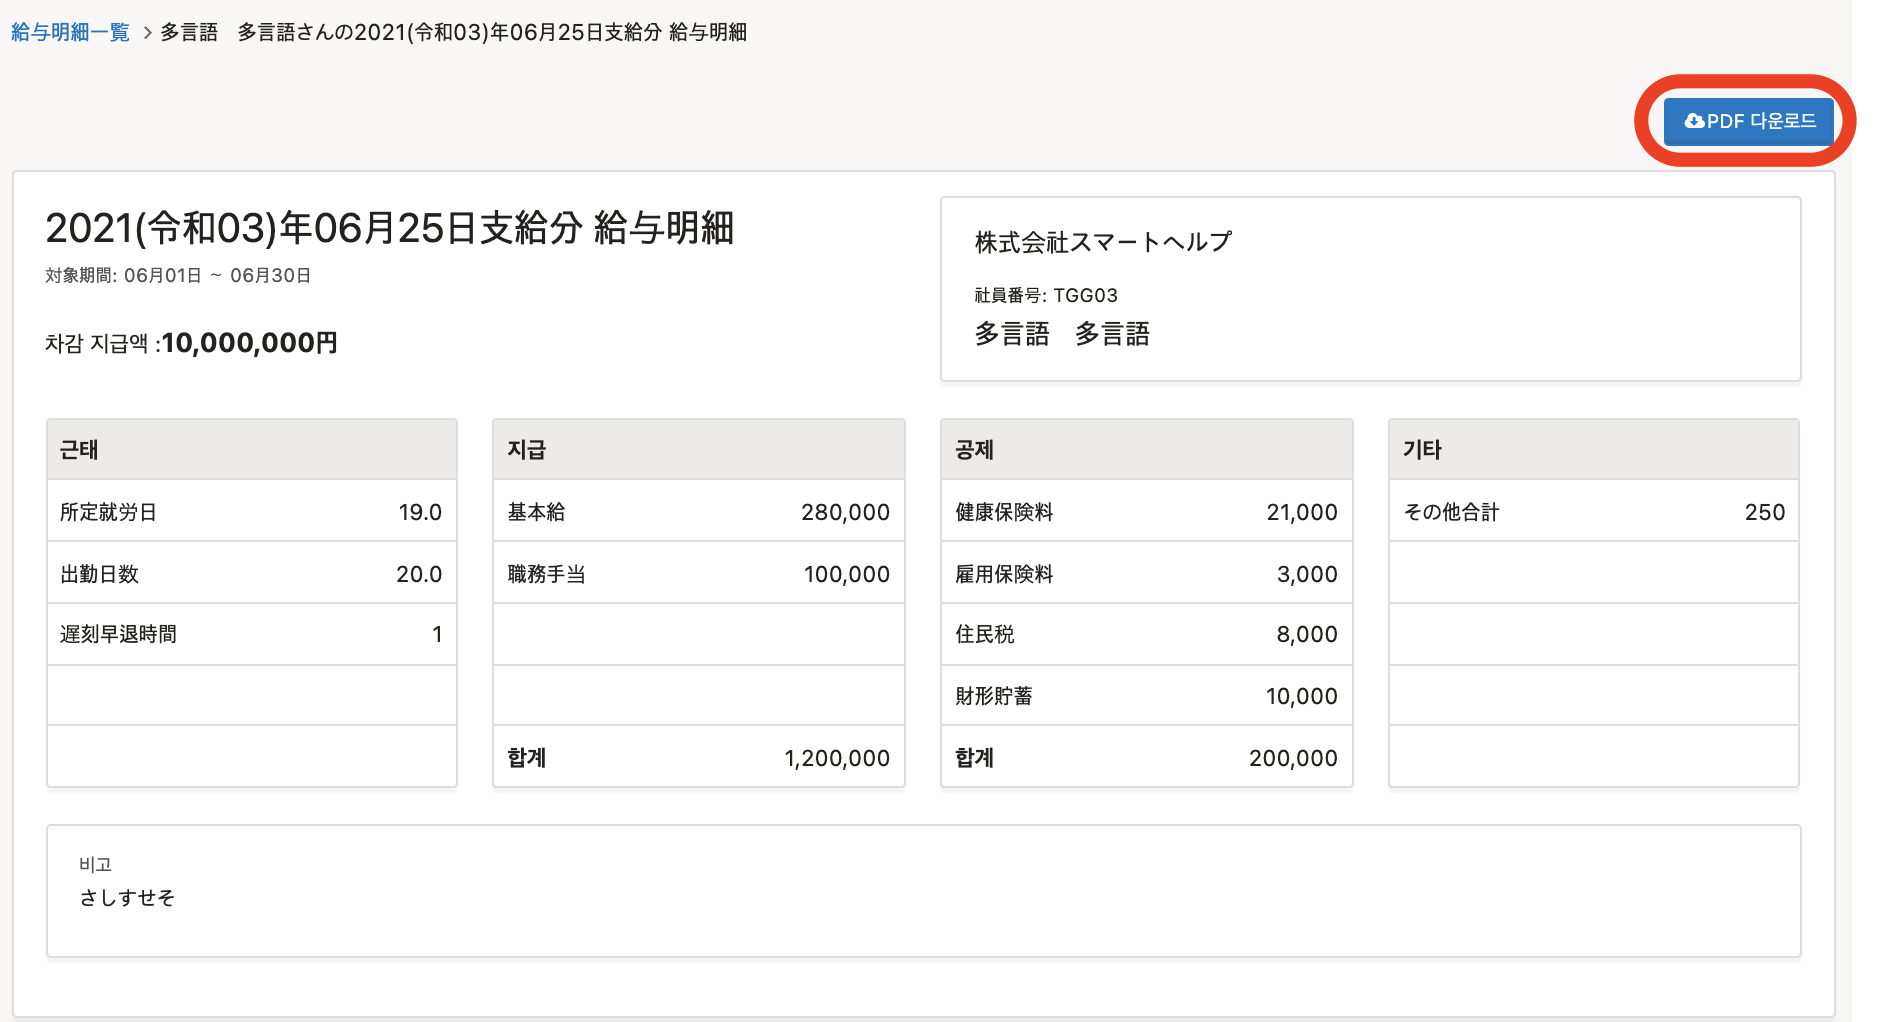 給与明細一覧 > 多言語　多言語さんの2021(令和03)年06月25日支給分 給与明細
PDF 다운로드
2021(令和03)年06月25日支給分 給与明細
対象期間: 06月01日 ~ 06月30日
차감 지급액 :10,000,000円
株式会社スマートヘルプ
社員番号: TGG03
多言語　多言語
근태
所定就労日 19.0
出勤日数 20.0
遅刻早退時間 1
지급
基本給 280,000
職務手当 100,000
합계 1,200,000
공제
健康保険料 21,000
雇用保険料 3,000
住民税 8,000
財形貯蓄 10,000
합계 200,000
기타
その他合計 250
비고
さしすせそ